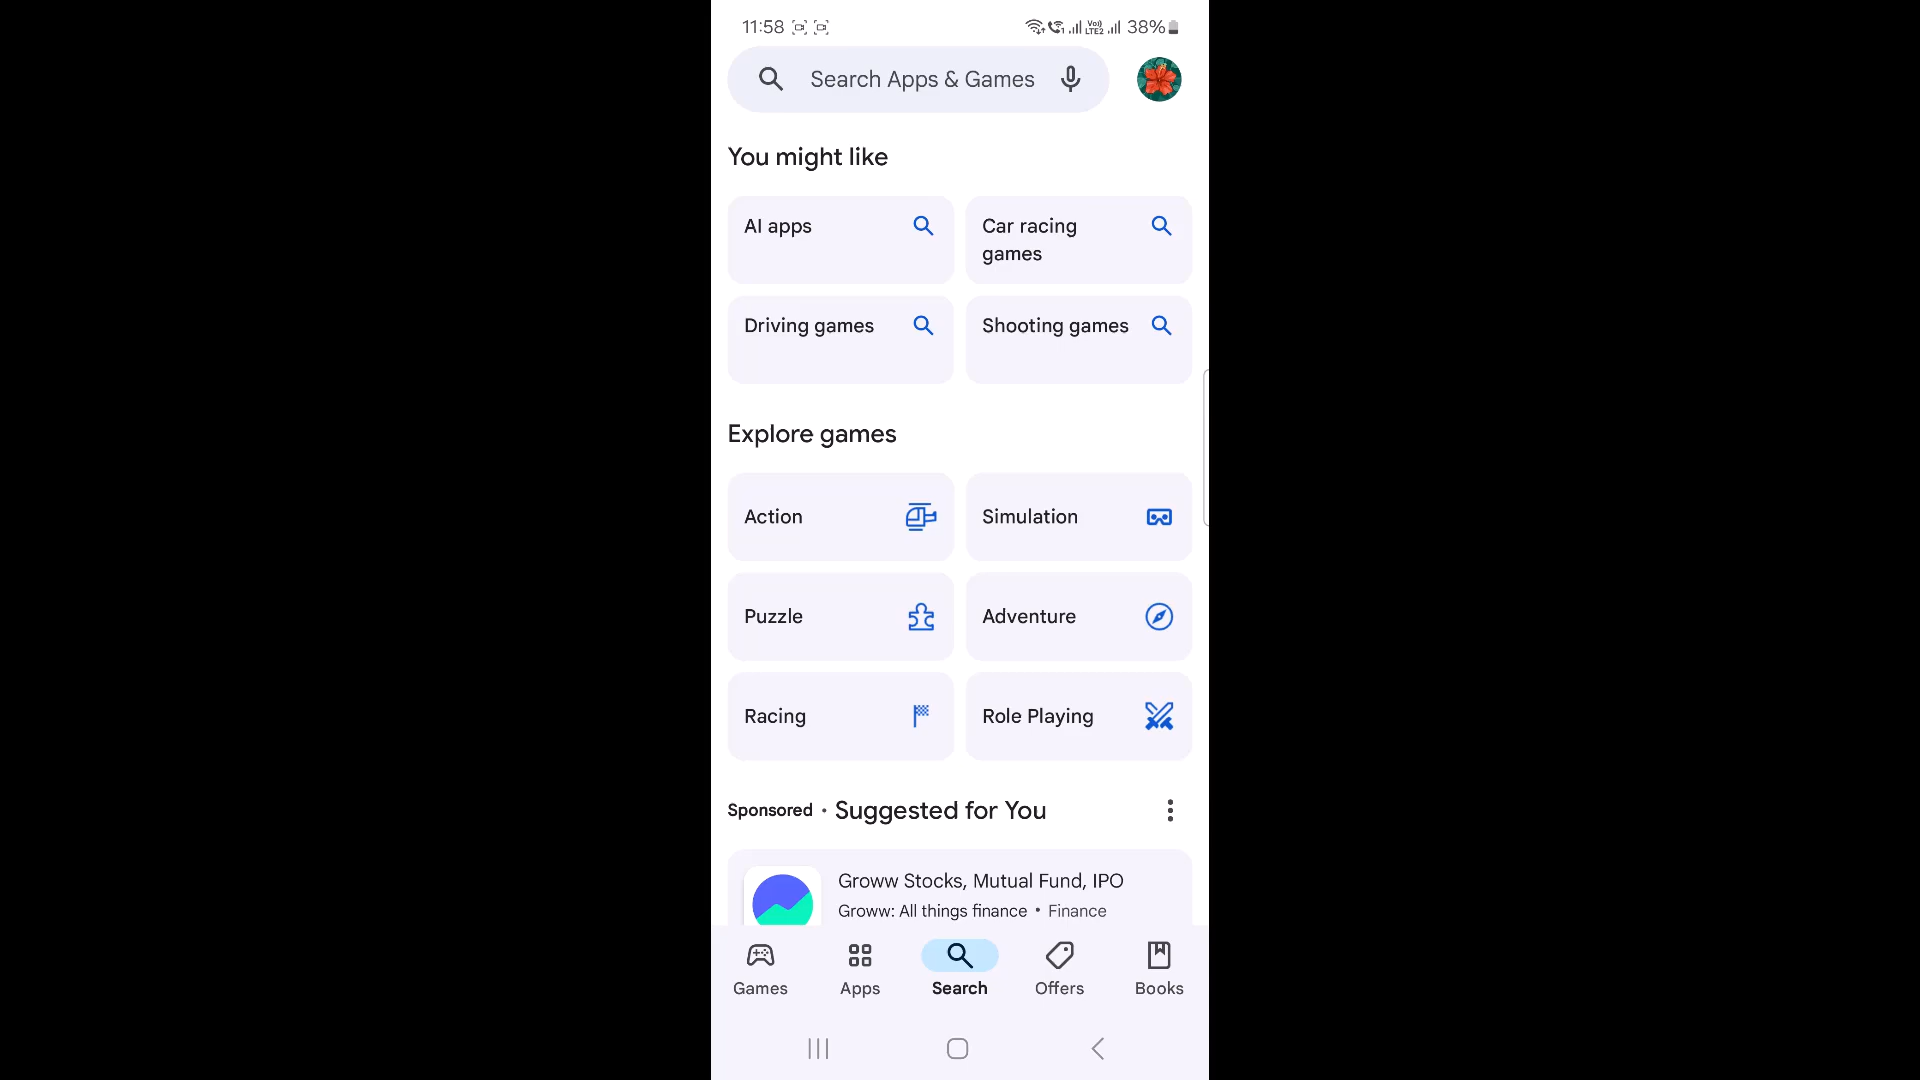 11:58 38%
Search Apps & Games
You might like
AI apps
Car racing
games
Driving games
Shooting games
Explore games
Action
Simulation
Puzzle
Adventure
Racing
Role Playing
Sponsored • Suggested for You
Groww Stocks, Mutual Fund, IPO
Groww: All things finance • Finance
Games
Apps
Search
Offers
Books